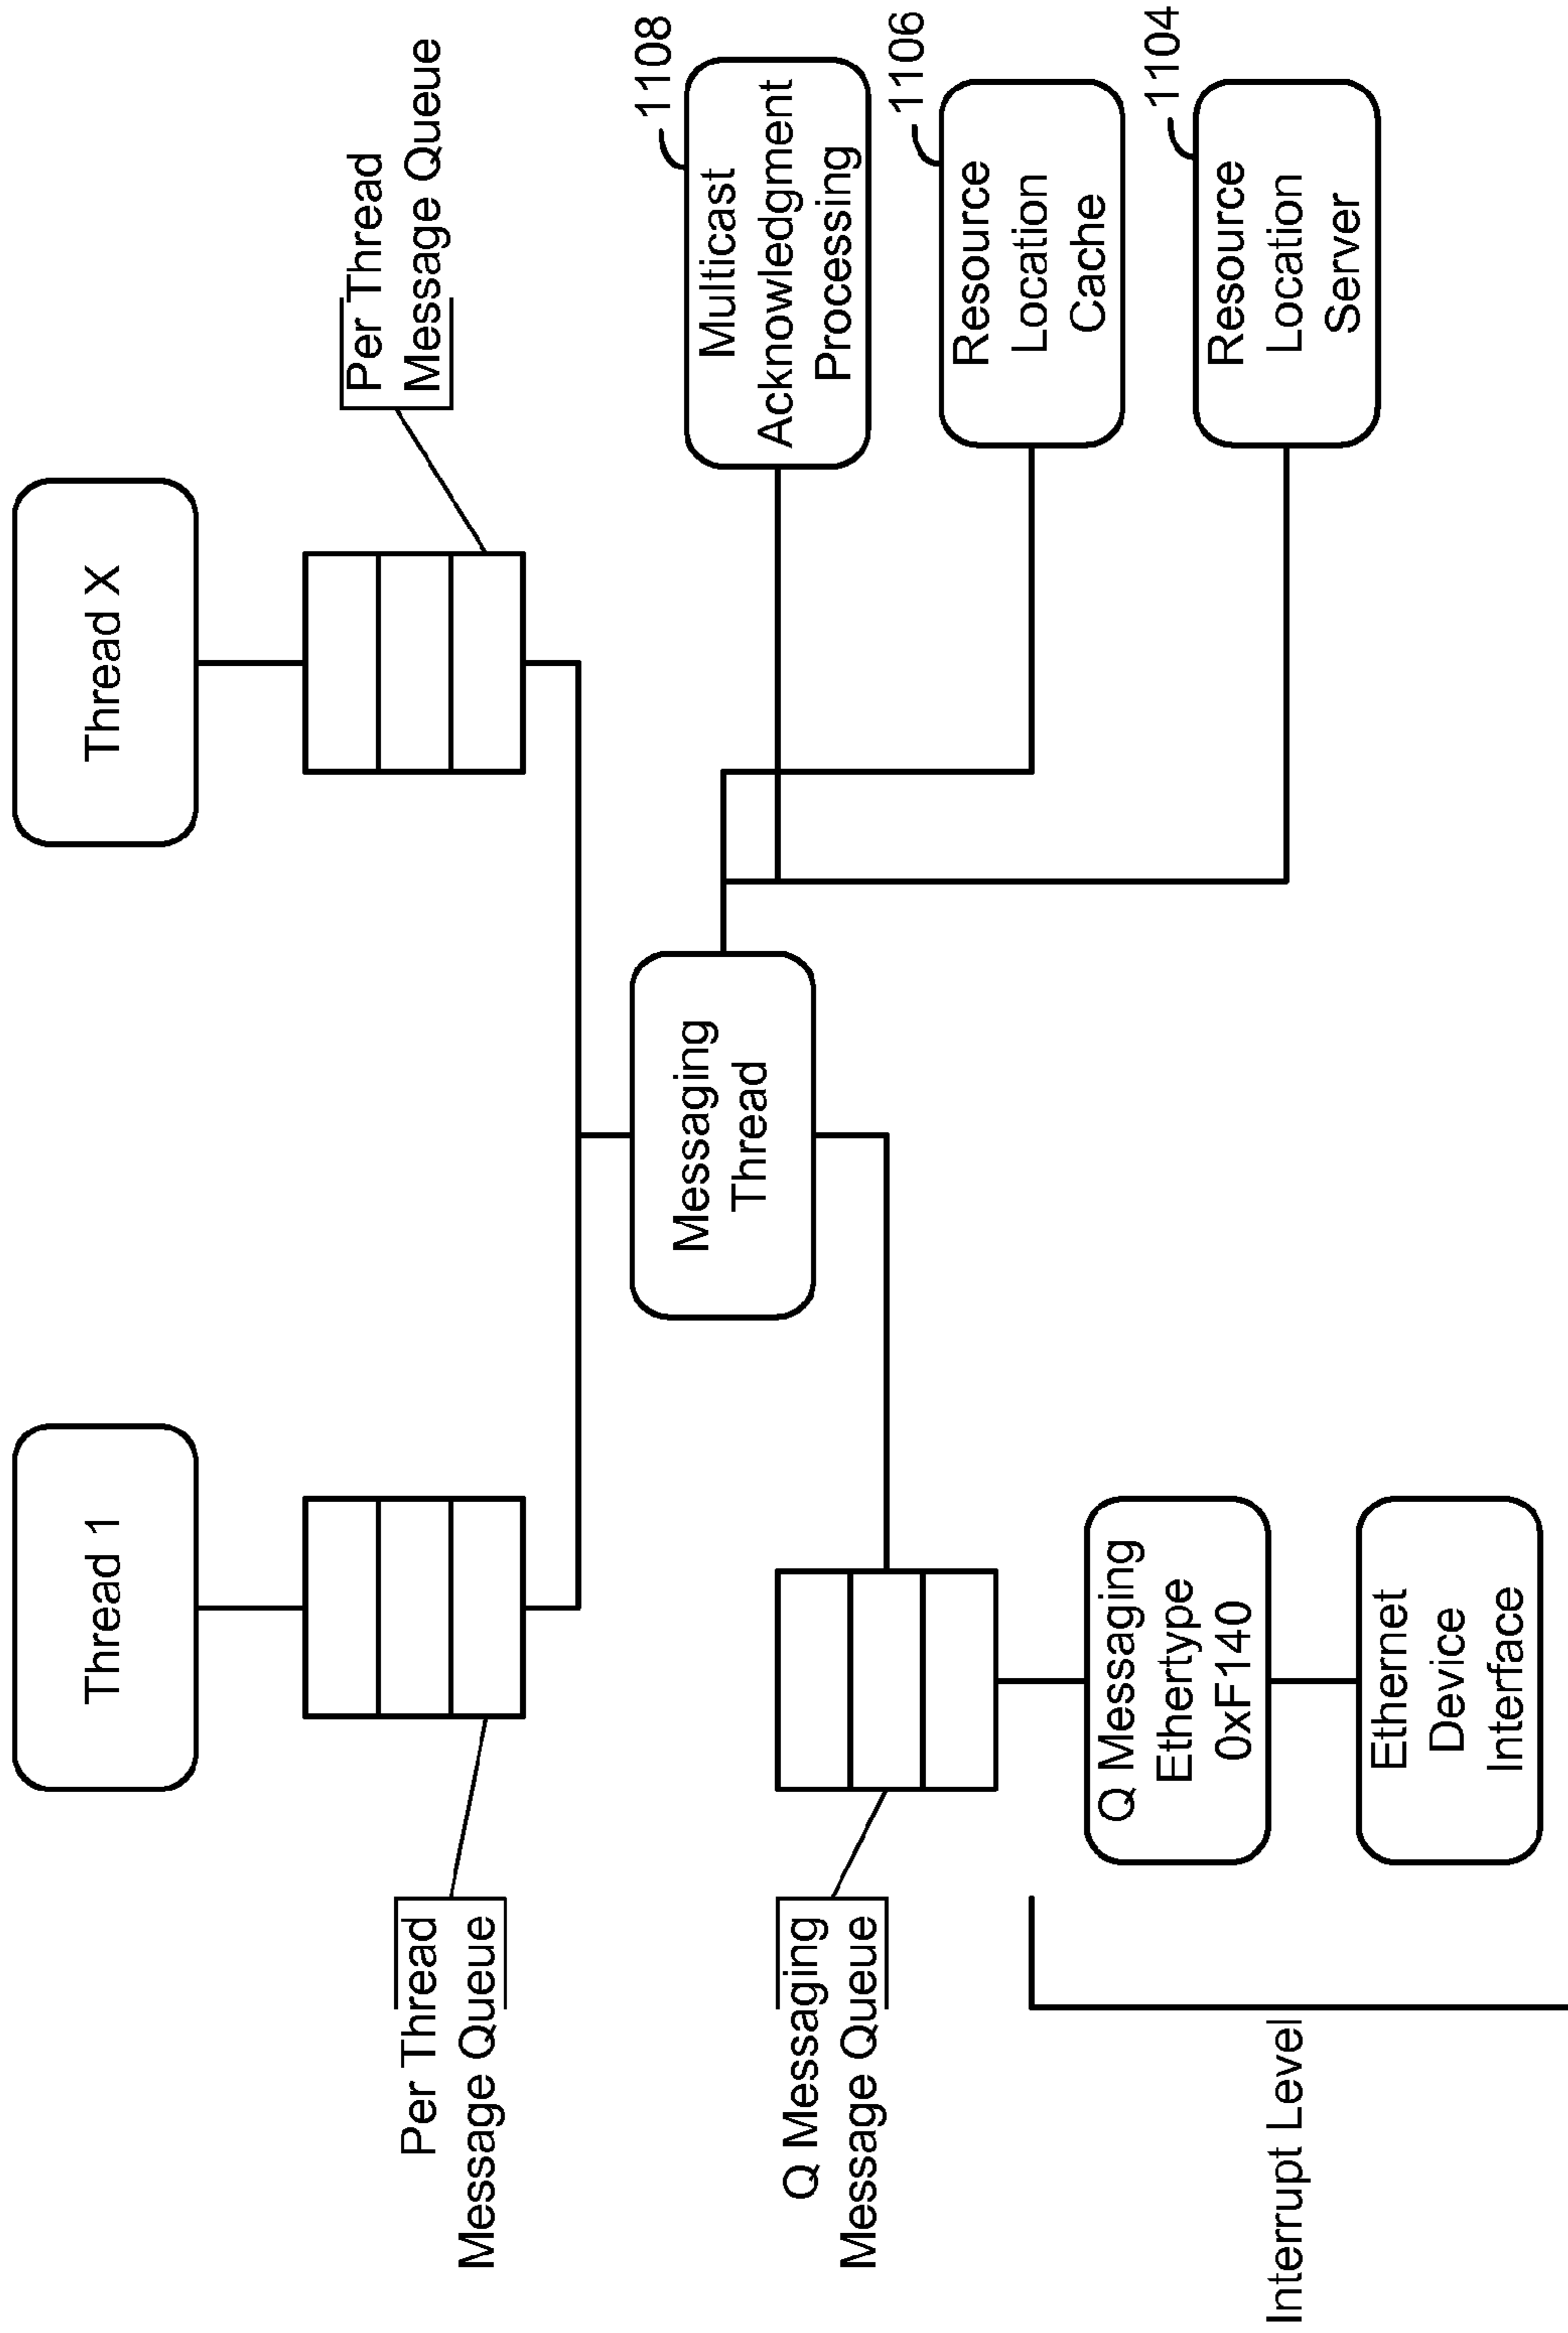 Thread 1
Thread X
Per Thread
Message Queue
Per Thread
Message Queue
Messaging
Thread
1108
Multicast
Acknowledgment
Processing
Q Messaging
Message Queue
1106
Resource
Location
Cache
Q Messaging
Ethertype
0xF140
1104
Resource
Location
Server
Interrupt Level
Ethernet
Device
Interface